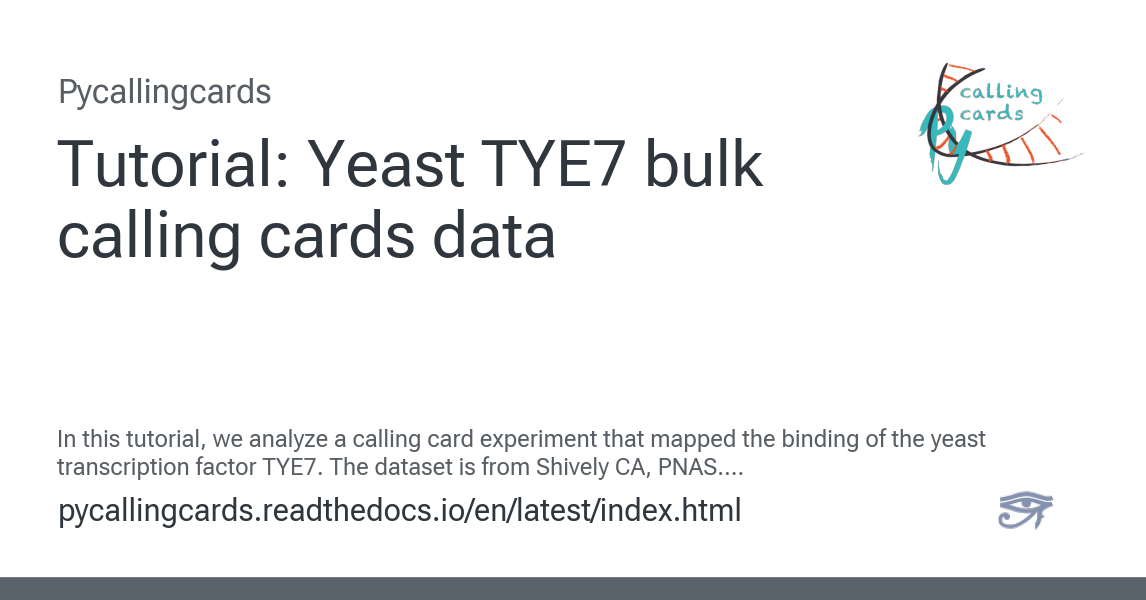 Pycallingcards
calling
cards
Py
Tutorial: Yeast TYE7 bulk
calling cards data
In this tutorial, we analyze a calling card experiment that mapped the binding of the yeast
transcription factor TYE7. The dataset is from Shively CA, PNAS....
pycallingcards.readthedocs.io/en/latest/index.html